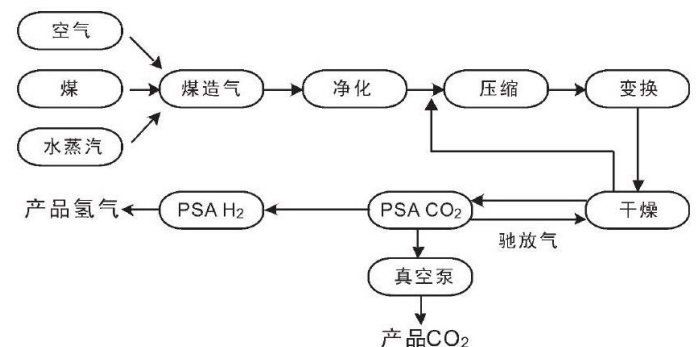 空气
煤
水蒸汽
煤造气
净化
压缩
变换
产品氢气
PSA H₂
PSA CO₂
干燥
驰放气
真空泵
产品CO₂